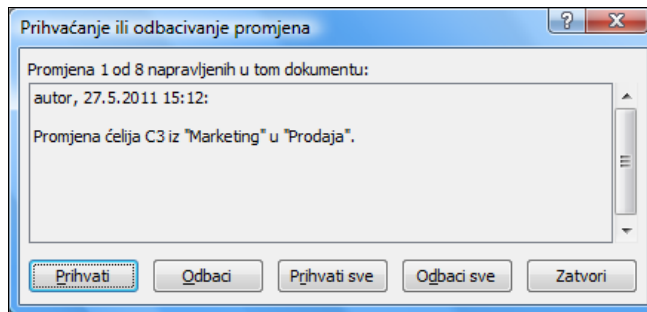 Prihvaćanje ili odbacivanje promjena
Promjena 1 od 8 napravljenih u tom dokumentu:
autor, 27.5.2011 15:12:
Promjena ćelija C3 iz "Marketing" u "Prodaja".
Prihvati Odbaci Prihvati sve Odbaci sve Zatvori